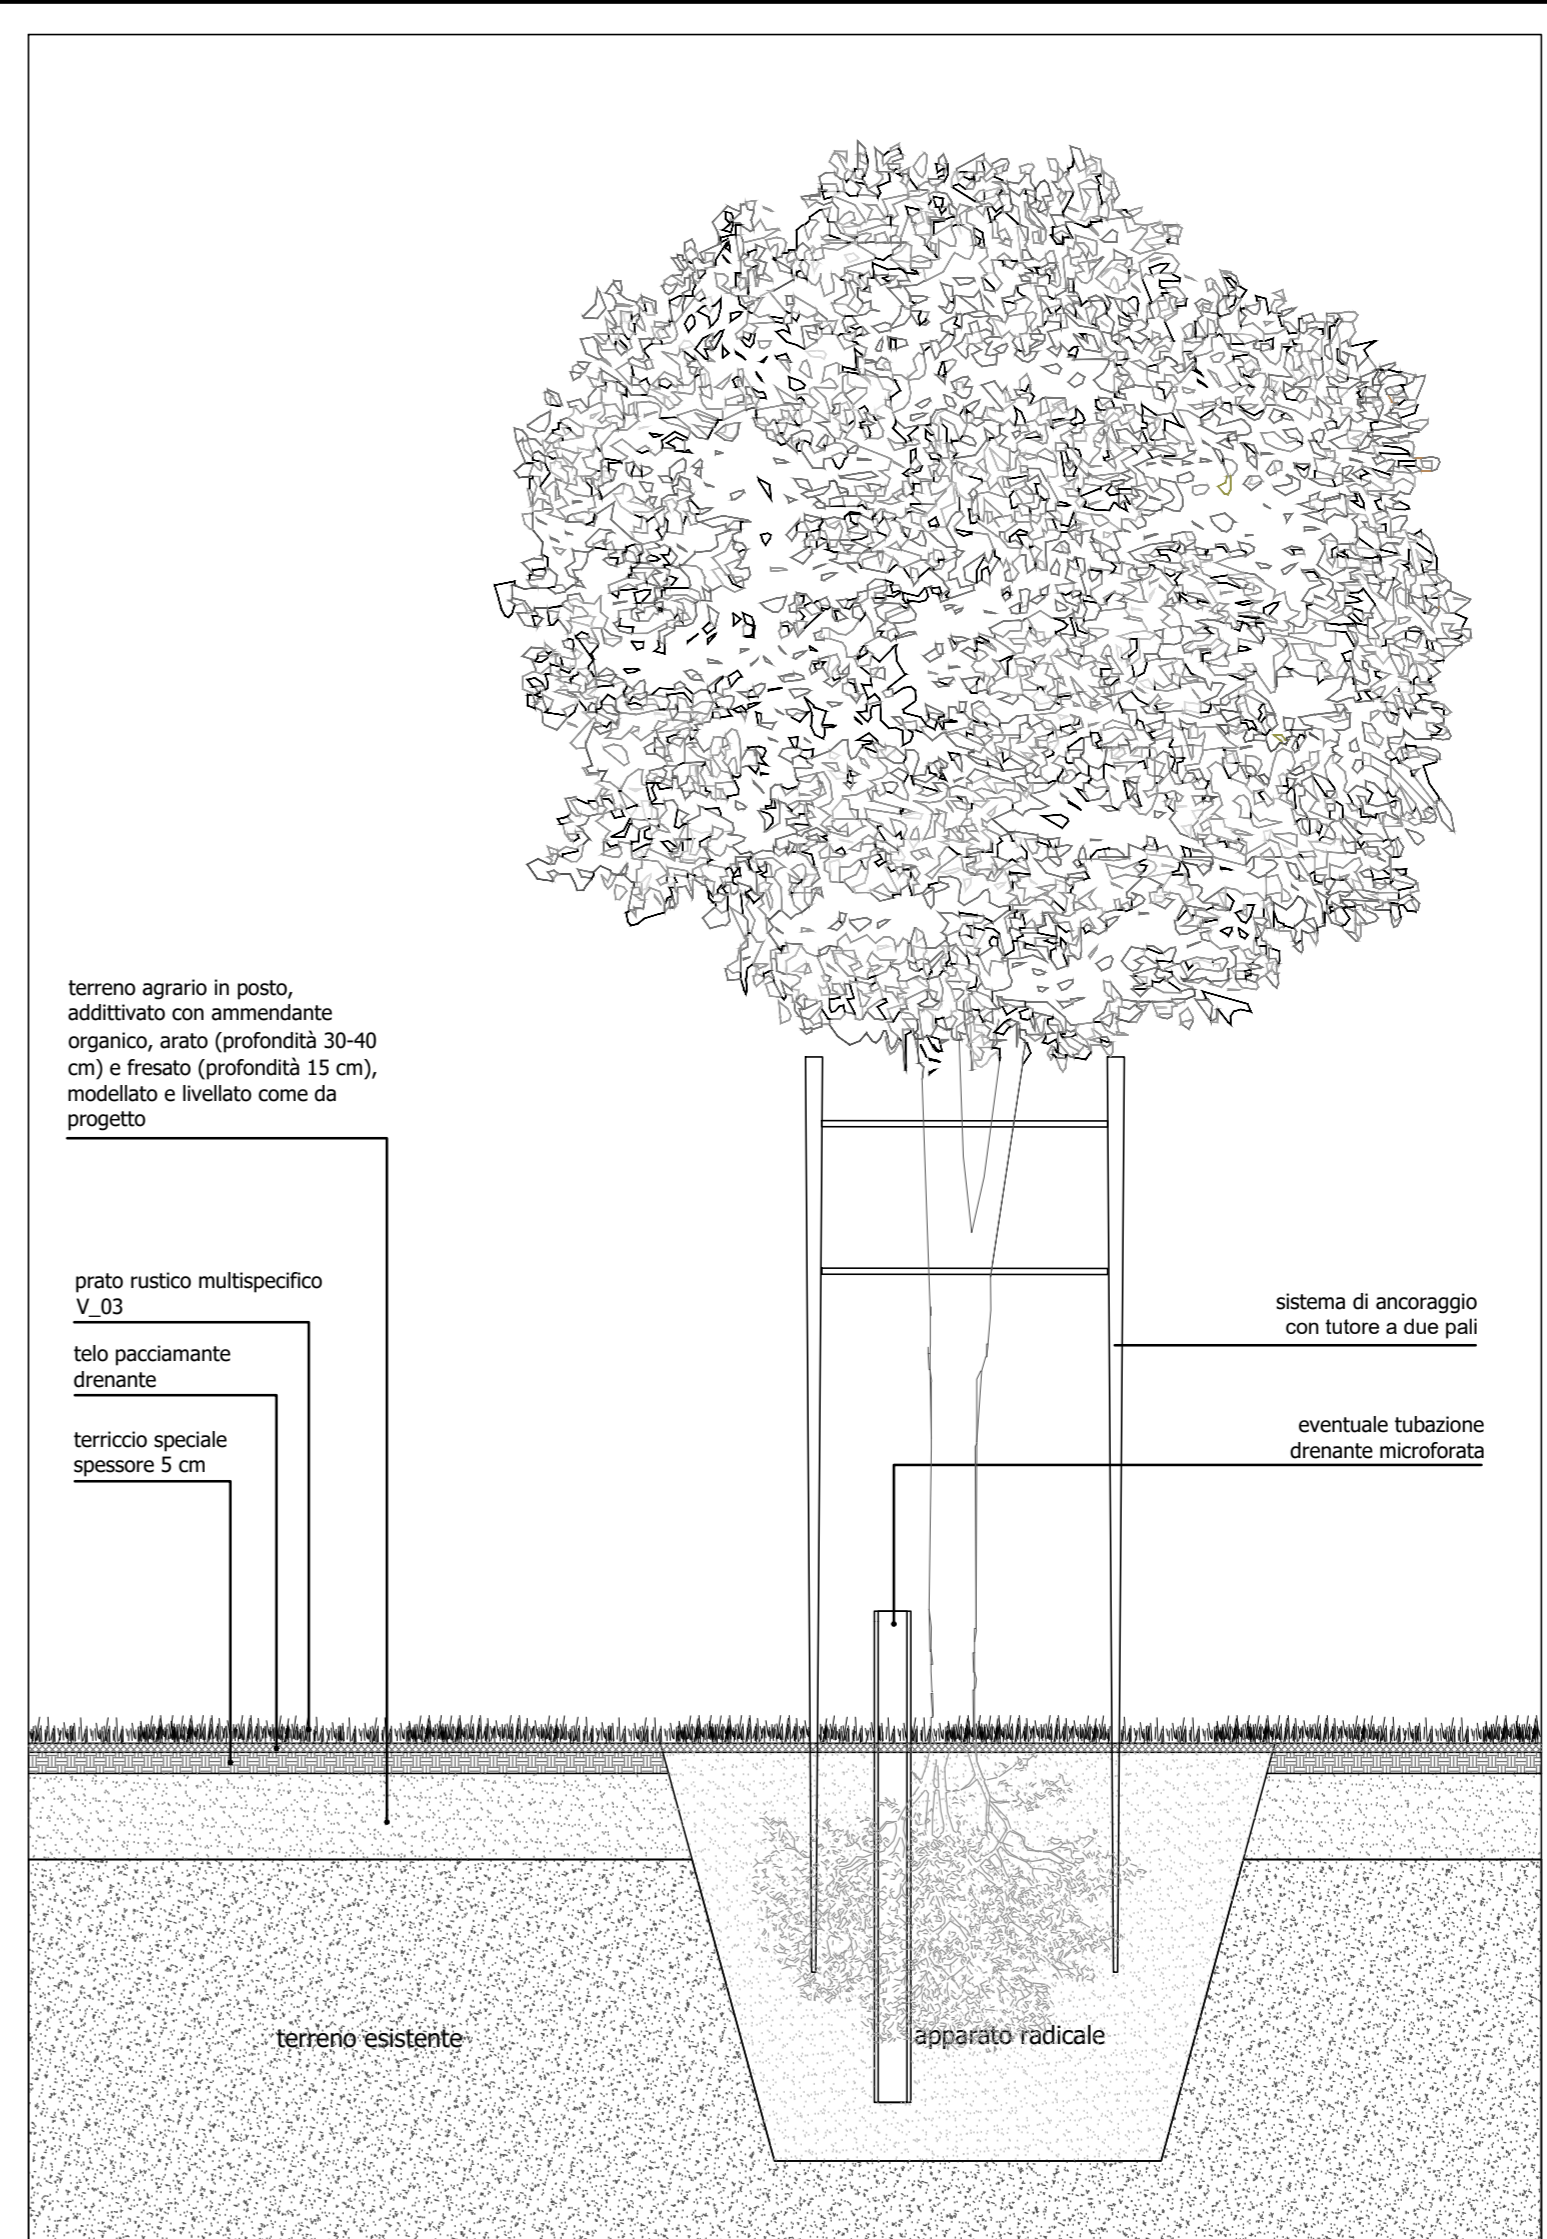 terreno agrario in posto,
addittivato con ammendante
organico, arato (profondità 30-40
cm) e fresato (profondità 15 cm),
modellato e livellato come da
progetto
prato rustico multispecifico
V_03
telo pacciamante
drenante
terriccio speciale
spessore 5 cm
sistema di ancoraggio
con tutore a due pali
eventuale tubazione
drenante microforata
terreno esistente
apparato radicale